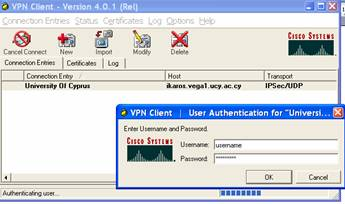 VPN Client - Version 4.0.1 (Rel)
Connection Entries Status Certificates Log Options Help
Cancel Connect New Import Modify Delete
CISCO SYSTEMS
Connection Entries Certificates Log
Connection Entry Host Transport
University Of Cyprus ikaros.vega1.ucy.ac.cy IPSec/UDP
VPN Client | User Authentication for "Universi...
Enter Username and Password.
CISCO SYSTEMS
Username: username
Password: ********
OK Cancel
Authenticating user...